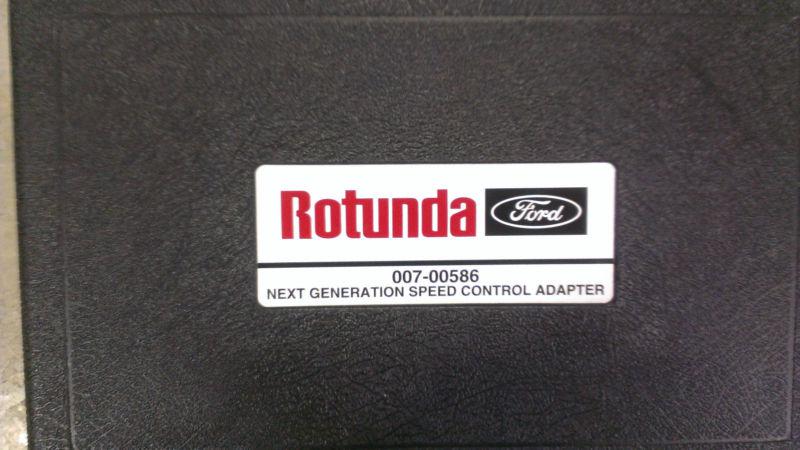 Rotunda Ford
007-00586
NEXT GENERATION SPEED CONTROL ADAPTER